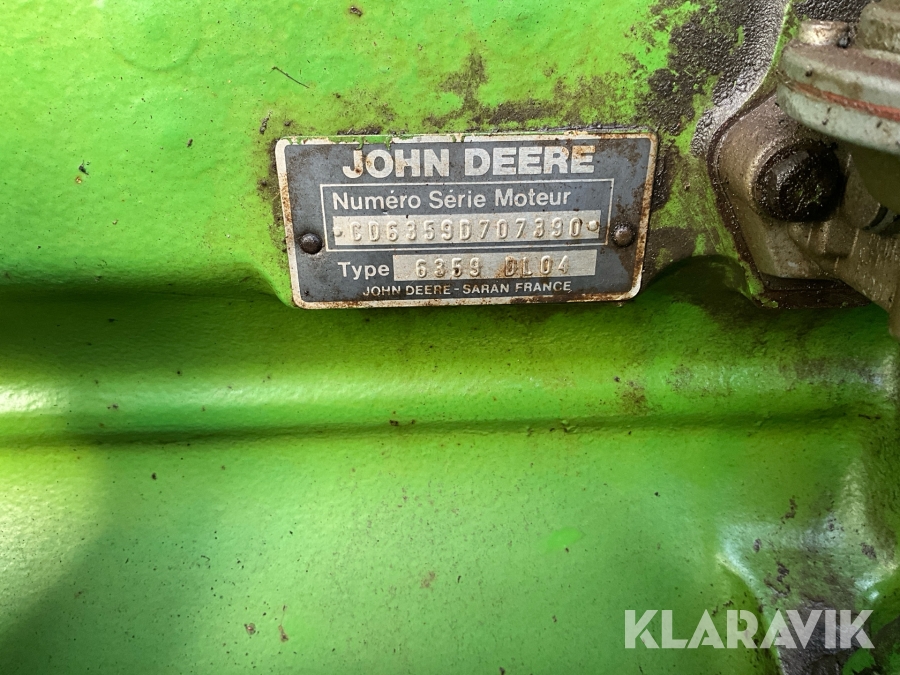 JOHN DEERE
Numéro Série Moteur
CD6359D707390
Type 6359 DL04
JOHN DEERE - SARAN FRANCE
KLARAVIK